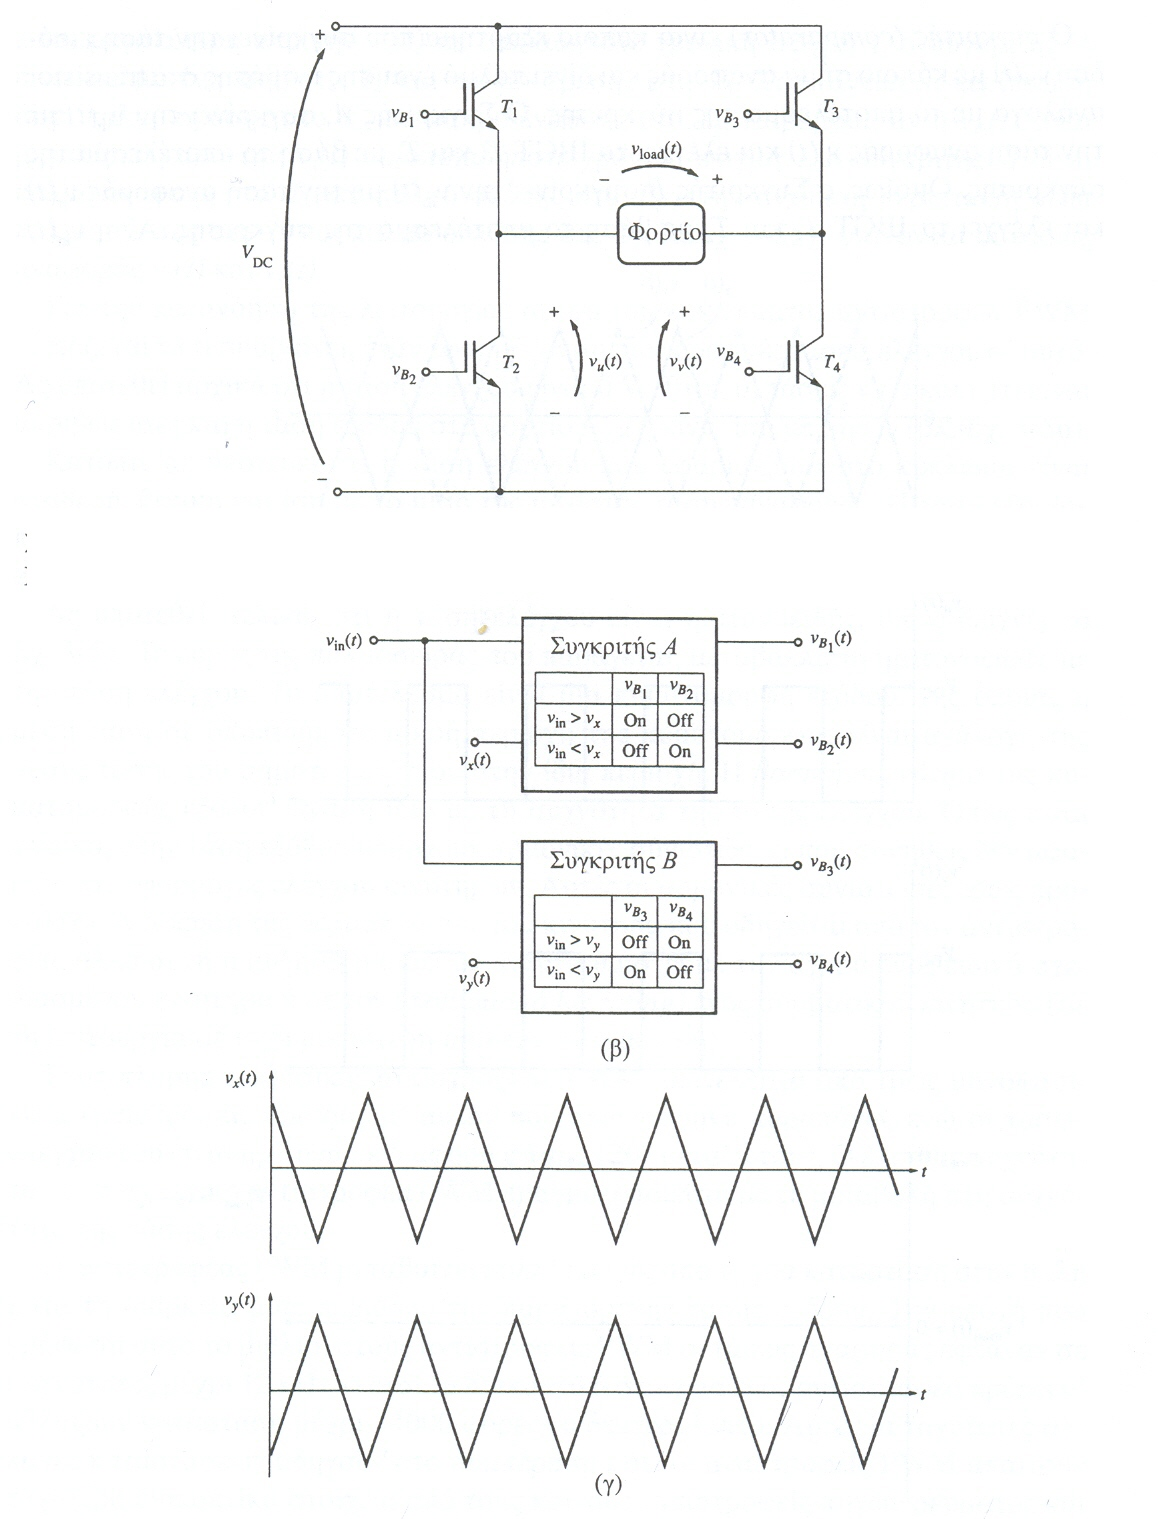 +
v_B1
T_1
v_B3
T_3
v_load(t)
− +
Φορτίο
V_DC
+ +
v_B2
T_2
v_u(t)
v_v(t)
v_B4
T_4
− −
−
v_in(t)
Συγκριτής A
v_B1(t)
v_B1 v_B2
v_in > v_x On Off
v_in < v_x Off On
v_x(t)
v_B2(t)
Συγκριτής B
v_B3(t)
v_B3 v_B4
v_in > v_y Off On
v_in < v_y On Off
v_y(t)
v_B4(t)
(β)
v_x(t)
t
v_y(t)
t
(γ)